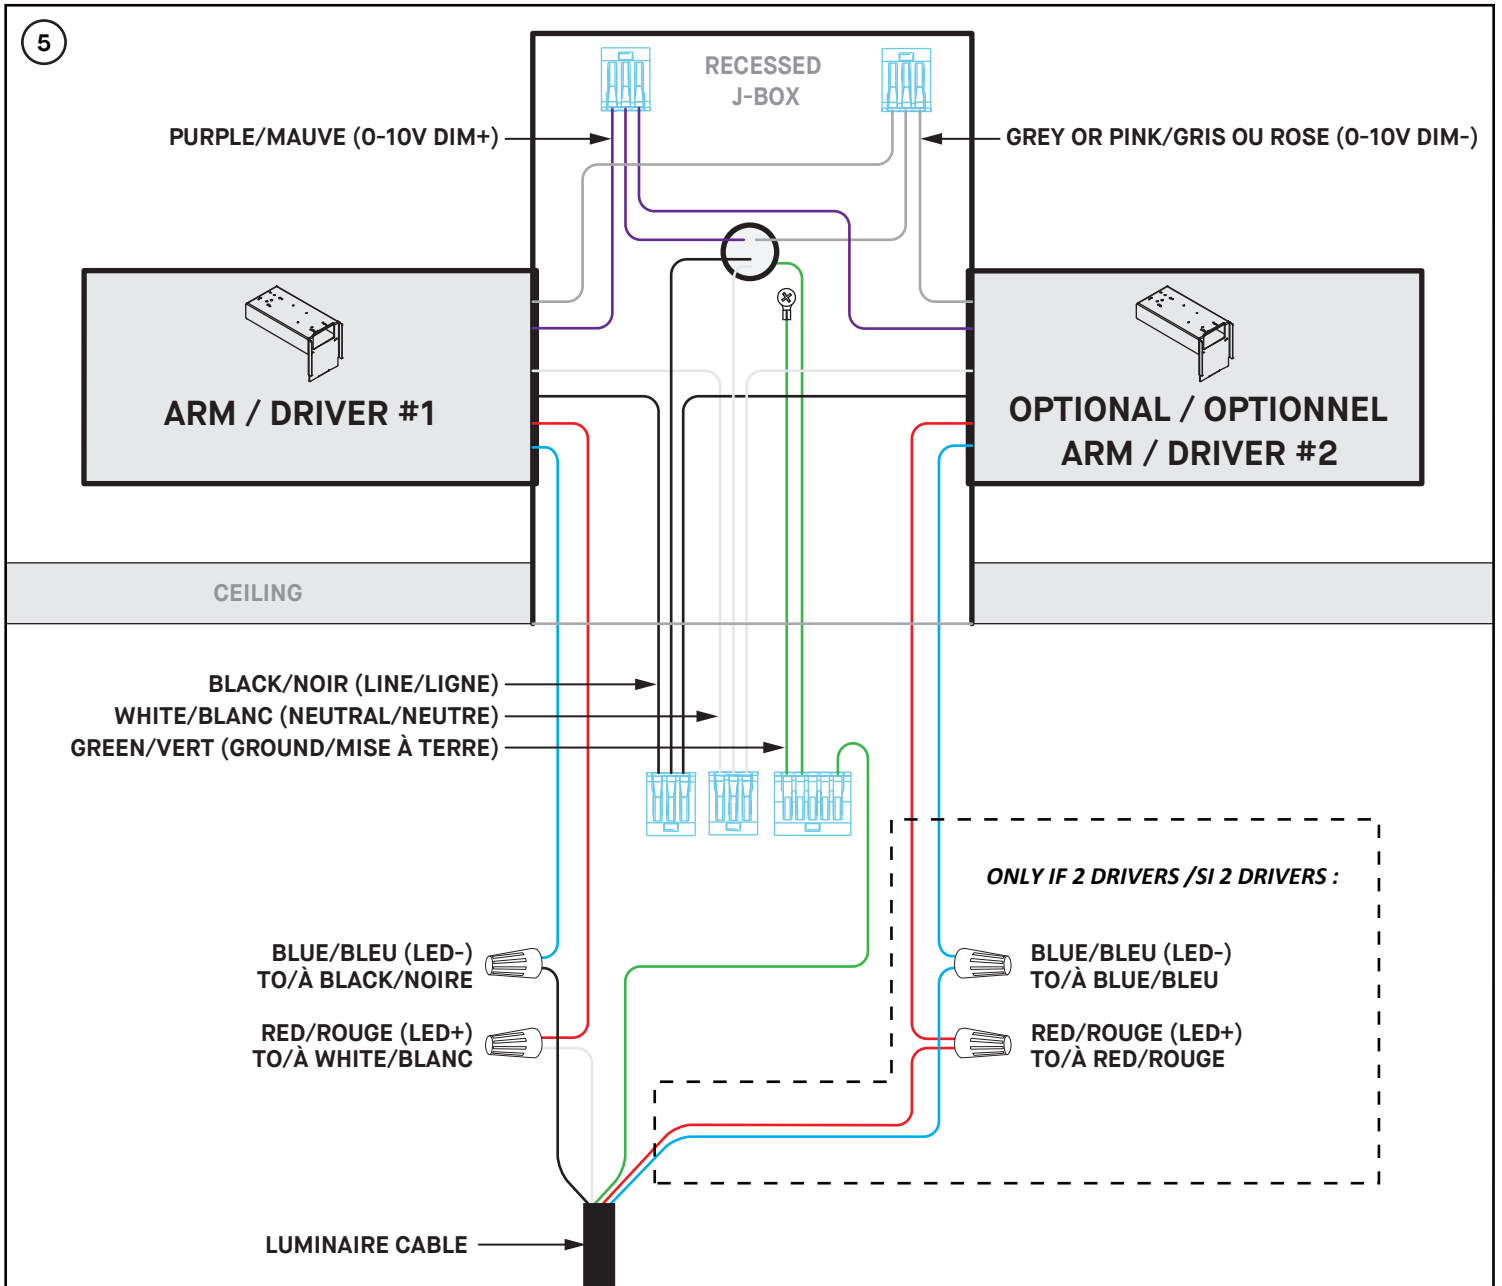 5
RECESSED
J-BOX
PURPLE/MAUVE (0-10V DIM+)
GREY OR PINK/GRIS OU ROSE (0-10V DIM-)
ARM / DRIVER #1
OPTIONAL / OPTIONNEL
ARM / DRIVER #2
CEILING
BLACK/NOIR (LINE/LIGNE)
WHITE/BLANC (NEUTRAL/NEUTRE)
GREEN/VERT (GROUND/MISE À TERRE)
ONLY IF 2 DRIVERS /SI 2 DRIVERS :
BLUE/BLEU (LED-)
TO/À BLACK/NOIRE
BLUE/BLEU (LED-)
TO/À BLUE/BLEU
RED/ROUGE (LED+)
TO/À WHITE/BLANC
RED/ROUGE (LED+)
TO/À RED/ROUGE
LUMINAIRE CABLE